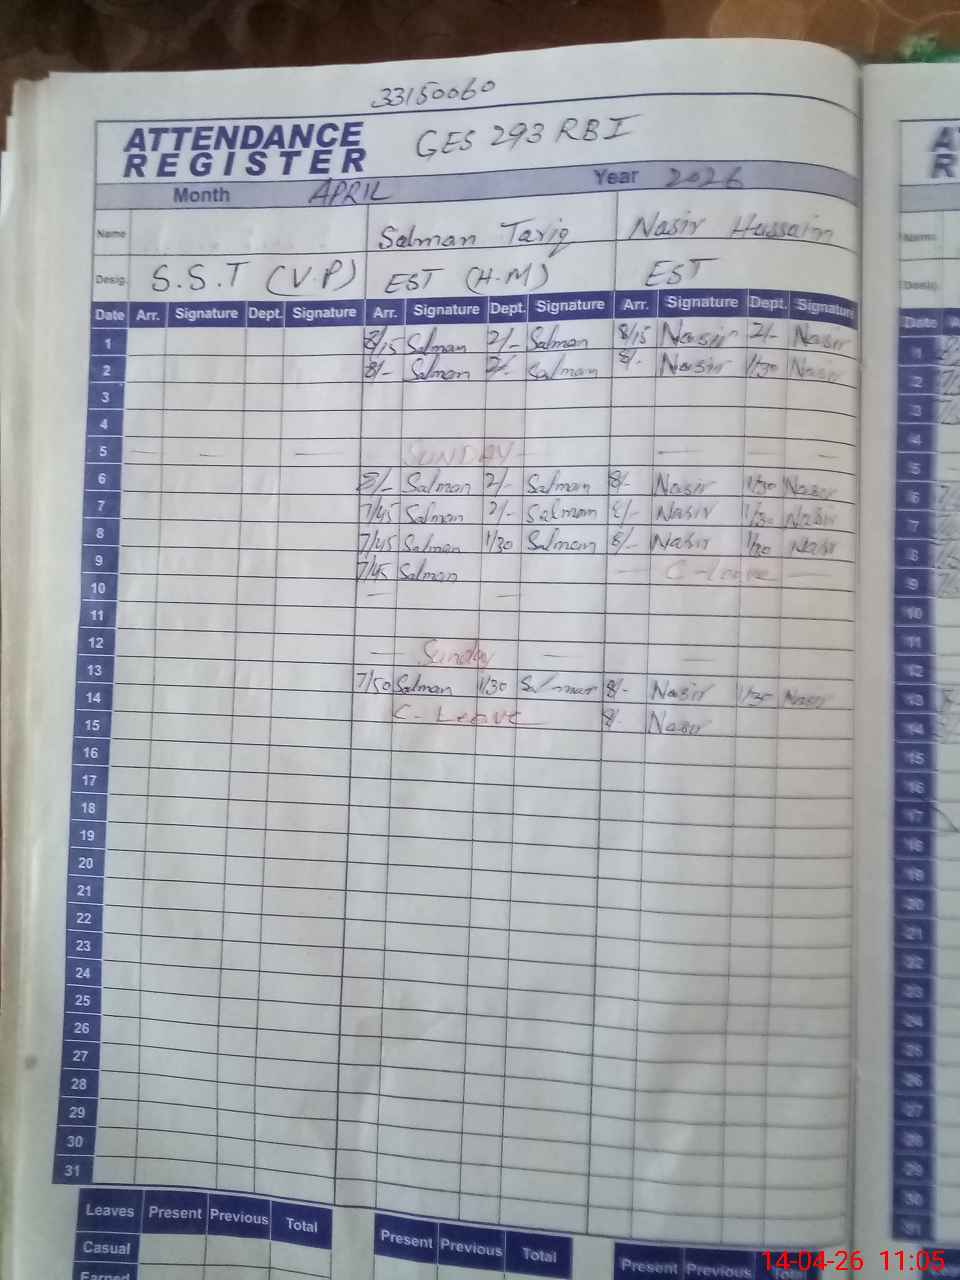 33150060
ATTENDANCE REGISTER GES 293 RBI
Month APRIL Year 2026
Name Salman Tariq Nasir Hussain
Desig. S.S.T (V.P) EST (H.M) EST
Date Arr. Signature Dept. Signature Arr. Signature Dept. Signature Arr. Signature Dept. Signature
1 8/15 Salman 2/- Salman 8/15 Nasir 2/- Nasir
2 8/- Salman 2/- Salman 8/- Nasir 1/30 Nasir
3
4
5 SUNDAY
6 8/- Salman 2/- Salman 8/- Nasir 1/30 Nasir
7 7/45 Salman 2/- Salman 8/- Nasir 1/30 Nasir
8 7/45 Salman 1/30 Salman 8/- Nasir 1/30 Nasir
9 7/45 Salman C-Leave
10
11
12 Sunday
13 7/50 Salman 1/30 Salman 8/- Nasir 1/30 Nasir
14 C-Leave 8/- Nasir
15
16
17
18
19
20
21
22
23
24
25
26
27
28
29
30
31
Leaves Present Previous Total Present Previous Total Present Previous
Casual
Earned
14-04-26 11:05